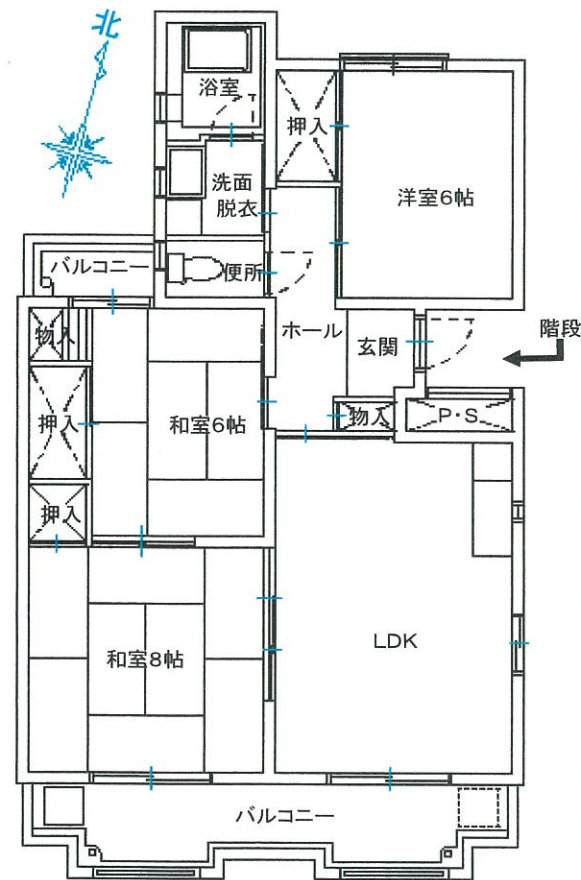 北
浴室
押入
洋室6帖
洗面
脱衣
バルコニー
便所
ホール
玄関
階段
物入
和室6帖
押入
物入
P・S
押入
和室8帖
LDK
バルコニー